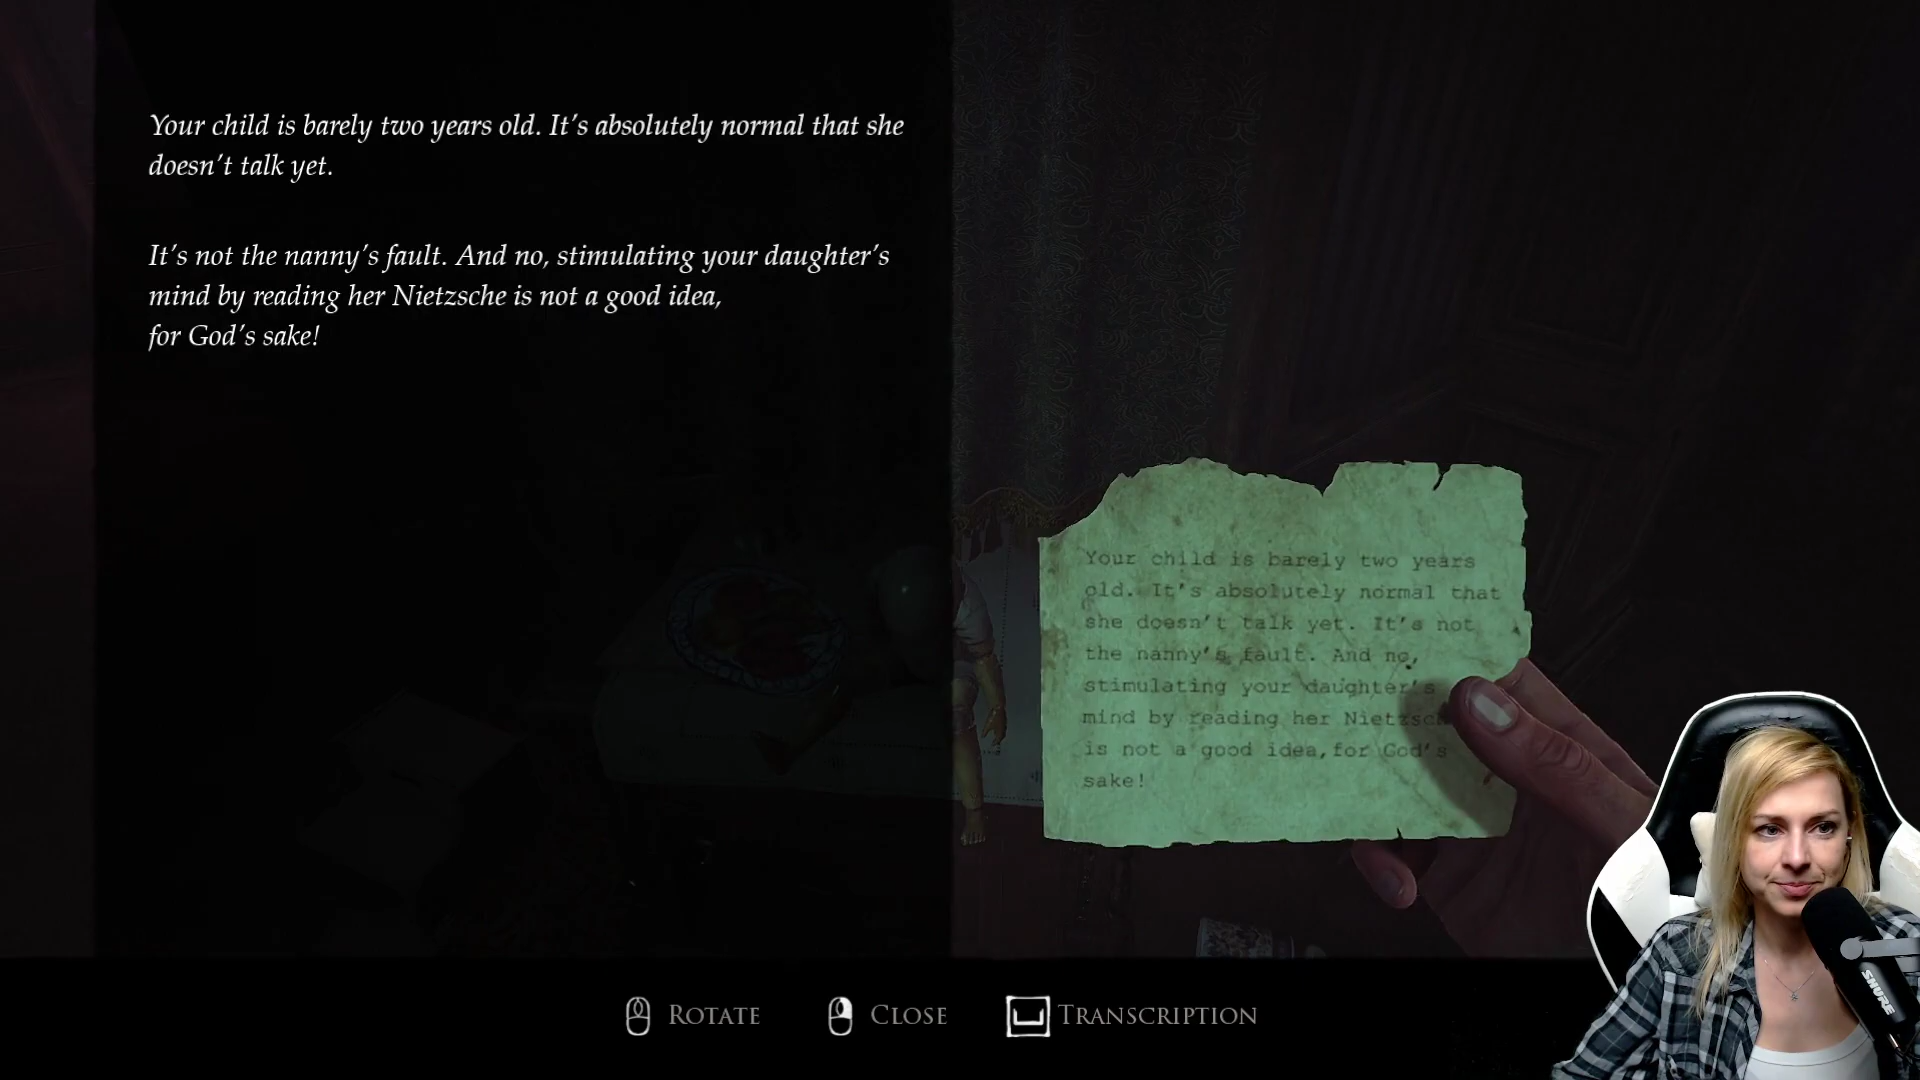 Your child is barely two years old. It's absolutely normal that she
doesn't talk yet.
It's not the nanny's fault. And no, stimulating your daughter's
mind by reading her Nietzsche is not a good idea,
for God's sake!
Your child is barely two years
old. It's absolutely normal that
she doesn't talk yet. It's not
the nanny's fault. And no,
stimulating your daughter's
mind by reading her Nietzsc
is not a good idea,for God's
sake!
ROTATE
CLOSE
TRANSCRIPTION
SHURE